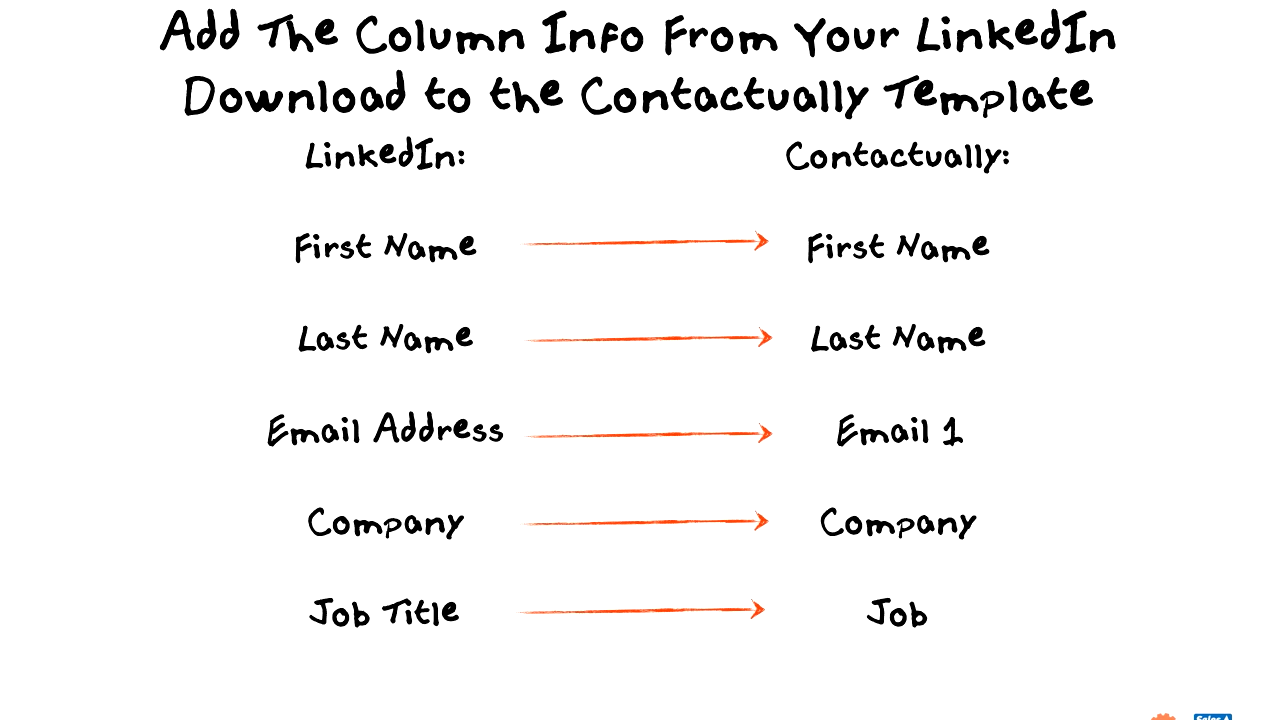 Add The Column Info From Your LinkedIn
Download to the Contactually Template
LinkedIn: Contactually:
First Name First Name
Last Name Last Name
Email Address Email 1
Company Company
Job Title Job